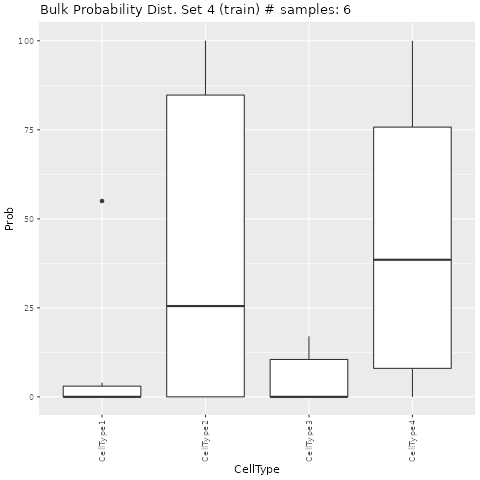 Bulk Probability Dist. Set 4 (train) # samples: 6
100
75
50
25
0
Prob
CellType1
CellType2
CellType3
CellType4
CellType